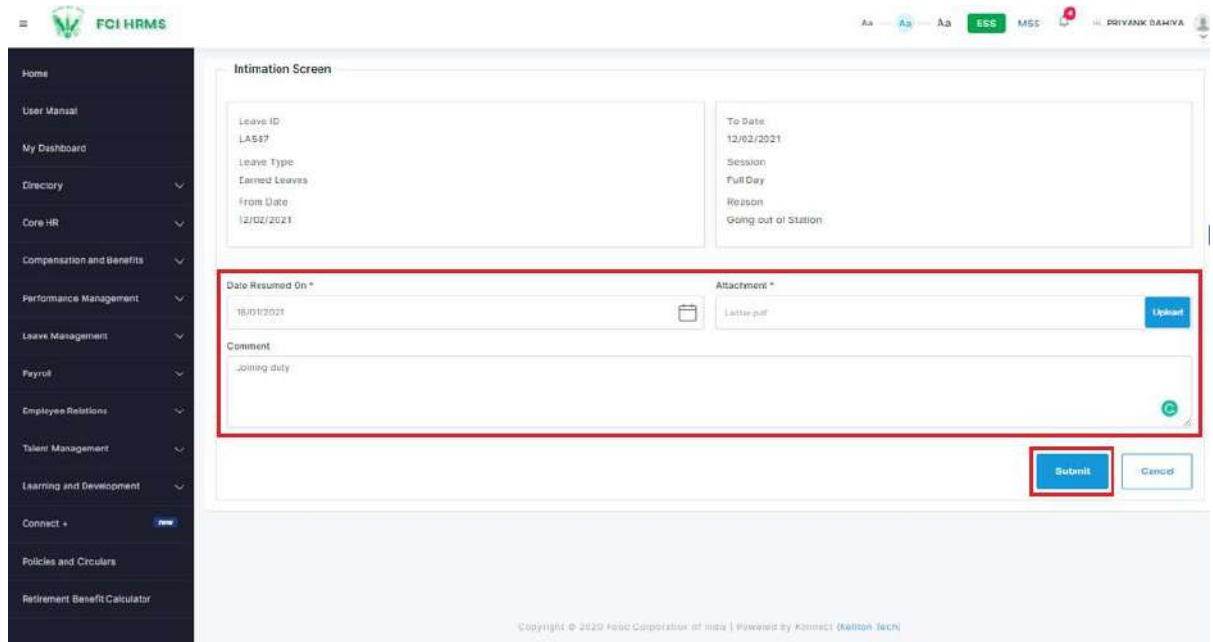 FCI HRMS
Aa Aa Aa ESS MSS 4 Hi, PRIYANK DAHIYA
Home
User Manual
My Dashboard
Directory
Core HR
Compensation and Benefits
Performance Management
Leave Management
Payroll
Employee Relations
Talent Management
Learning and Development
Connect + new
Policies and Circulars
Retirement Benefit Calculator
Intimation Screen
Leave ID
LA587
Leave Type
Earned Leaves
From Date
12/02/2021
To Date
12/02/2021
Session
Full Day
Reason
Going out of Station
Date Resumed On *
18/01/2021
Attachment *
Letter.pdf
Upload
Comment
Joining duty
Submit Cancel
Copyright © 2020 Food Corporation of India | Powered by Konnect (Kellton Tech)